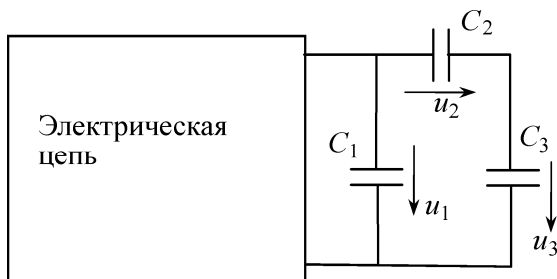 C₂
u₂
Электрическая
цепь
C₁
C₃
u₁
u₃